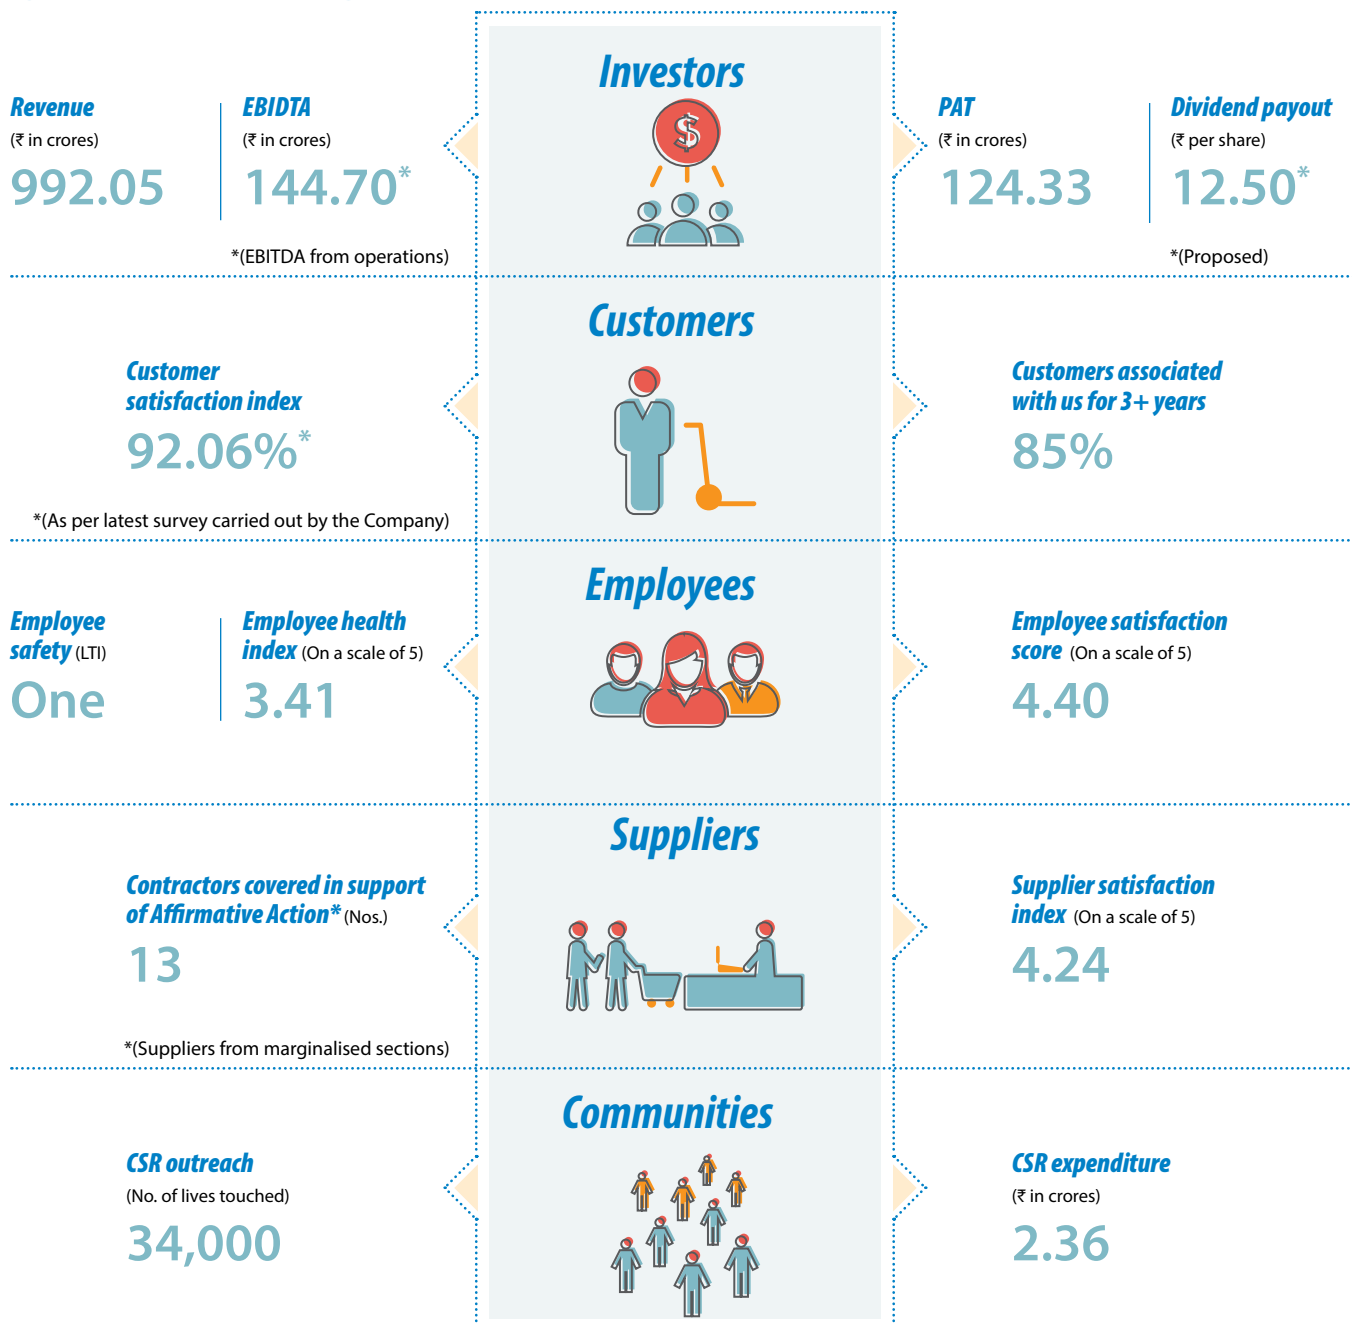 Investors
Revenue
(₹ in crores)
992.05
EBIDTA
(₹ in crores)
144.70*
*(EBITDA from operations)
$
PAT
(₹ in crores)
124.33
Dividend payout
(₹ per share)
12.50*
*(Proposed)
Customers
Customer
satisfaction index
92.06%*
*(As per latest survey carried out by the Company)
Customers associated
with us for 3+ years
85%
Employees
Employee
safety (LTI)
One
Employee health
index (On a scale of 5)
3.41
Employee satisfaction
score (On a scale of 5)
4.40
Suppliers
Contractors covered in support
of Affirmative Action* (Nos.)
13
*(Suppliers from marginalised sections)
Supplier satisfaction
index (On a scale of 5)
4.24
Communities
CSR outreach
(No. of lives touched)
34,000
CSR expenditure
(₹ in crores)
2.36